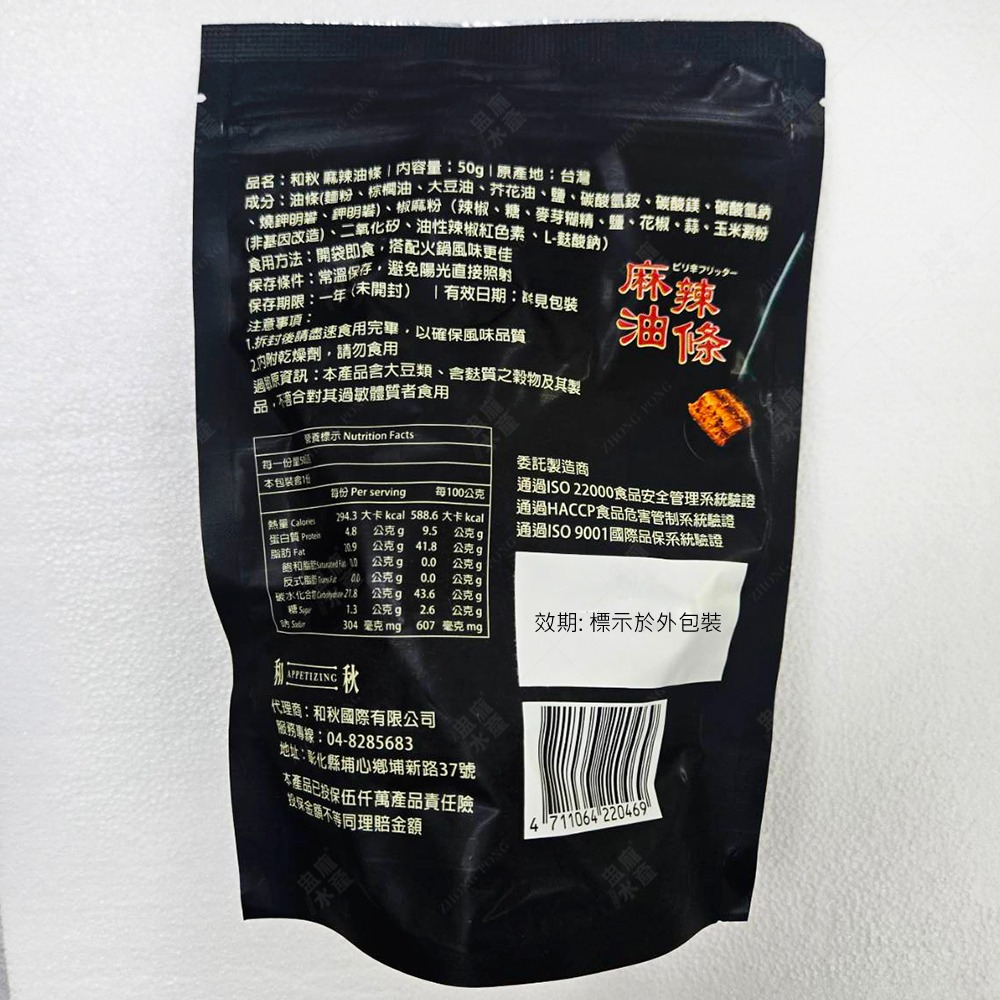 品名：和秋 麻辣油條 | 內容量：50g | 原產地：台灣
成分：油條(麵粉、棕櫚油、大豆油、芥花油、鹽、碳酸氫銨、碳酸鎂、碳酸氫鈉
、燒鉀明礬、鉀明礬)、椒麻粉（辣椒、糖、麥芽糊精、鹽、花椒、蒜、玉米澱粉
(非基因改造)、二氧化矽、油性辣椒紅色素、L-麩酸鈉）
食用方法：開袋即食，搭配火鍋風味更佳
保存條件：常溫保存，避免陽光直接照射
保存期限：一年（未開封） | 有效日期：詳見包裝
注意事項：
1.拆封後請盡速食用完畢，以確保風味品質
2.內附乾燥劑，請勿食用
過敏原資訊：本產品含大豆類、含麩質之穀物及其製
品，不適合對其過敏體質者食用
ピリ辛フリッター
麻辣
油條
營養標示 Nutrition Facts
每一份量50公克
本包裝含1份
每份 Per serving 每100公克
熱量 Calories 294.3 大卡 kcal 588.6 大卡 kcal
蛋白質 Protein 4.8 公克 g 9.5 公克 g
脂肪 Fat 20.9 公克 g 41.8 公克 g
飽和脂肪 Saturated Fat 公克 g 0.0 公克 g
反式脂肪 Trans Fat 0.0 公克 g 0.0 公克 g
碳水化合物 Carbohydrate 21.8 公克 g 43.6 公克 g
糖 Sugar 1.3 公克 g 2.6 公克 g
鈉 Sodium 304 毫克 mg 607 毫克 mg
委託製造商
通過ISO 22000食品安全管理系統驗證
通過HACCP食品危害管制系統驗證
通過ISO 9001國際品保系統驗證
效期: 標示於外包裝
和 APPETIZING 秋
代理商：和秋國際有限公司
服務專線：04-8285683
地址：彰化縣埔心鄉埔新路37號
本產品已投保伍仟萬產品責任險
投保金額不等同理賠金額
4 711064 220469
ZHONG PONG